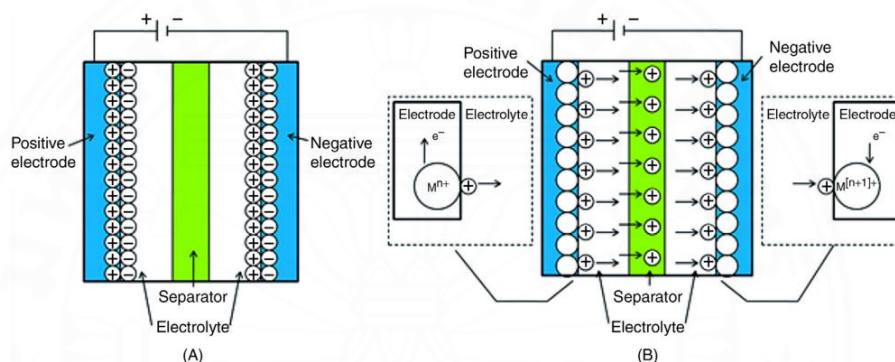 + −
Positive
electrode
Negative
electrode
Separator
Electrolyte
(A)
+ −
Positive
electrode
Negative
electrode
Electrode
Electrolyte
e⁻
Mⁿ⁺
Electrolyte
Electrode
e⁻
M[n+1]+
Separator
Electrolyte
(B)